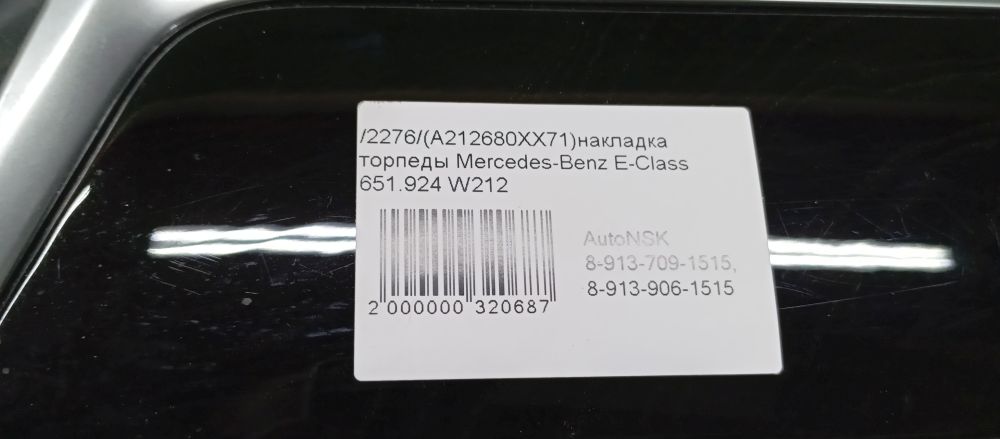 /2276/(A212680XX71)накладка
торпеды Mercedes-Benz E-Class
651.924 W212
AutoNSK
8-913-709-1515,
8-913-906-1515
2 000000 320687